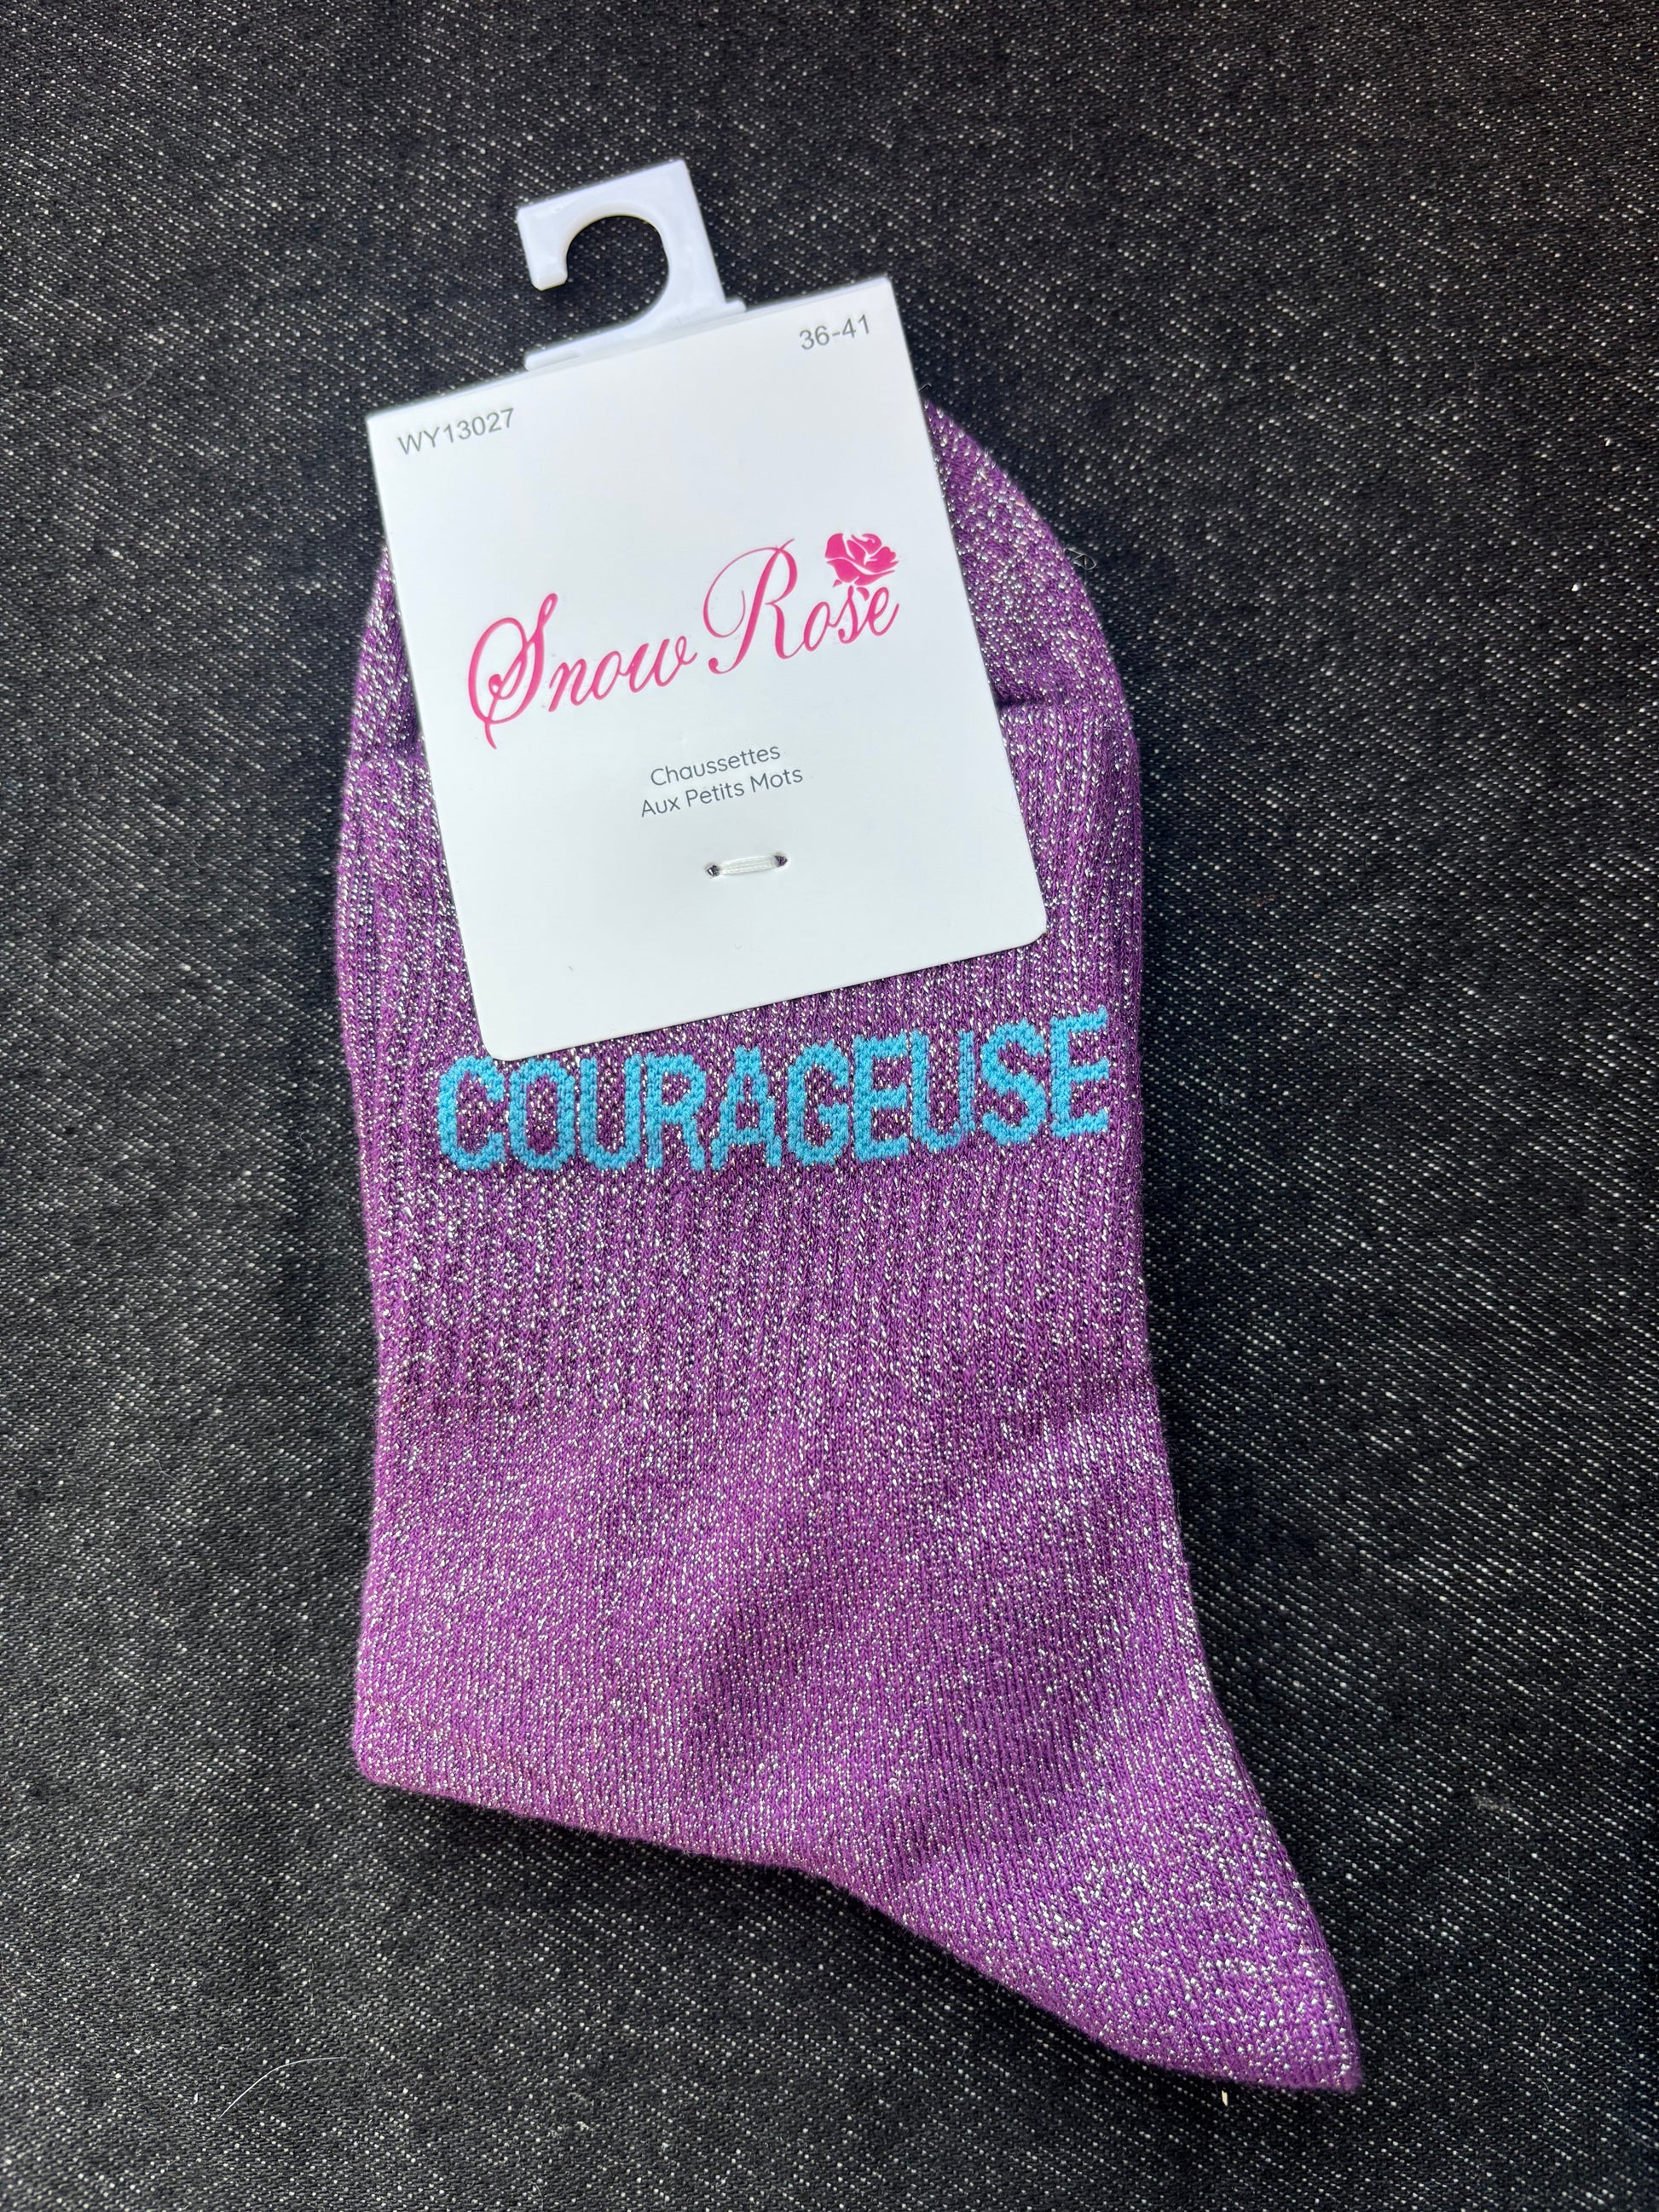 WY13027
36-41
Snow Rose
Chaussettes
Aux Petits Mots
COURAGEUSE